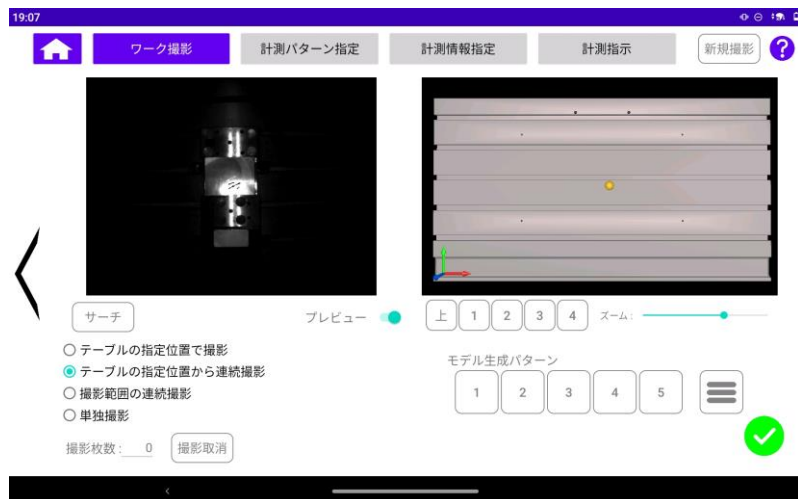 19:07
ワーク撮影
計測パターン指定
計測情報指定
計測指示
新規撮影
?
サーチ
プレビュー
上 1 2 3 4
ズーム:
テーブルの指定位置で撮影
テーブルの指定位置から連続撮影
撮影範囲の連続撮影
単独撮影
モデル生成パターン
1 2 3 4 5
撮影枚数: 0
撮影取消